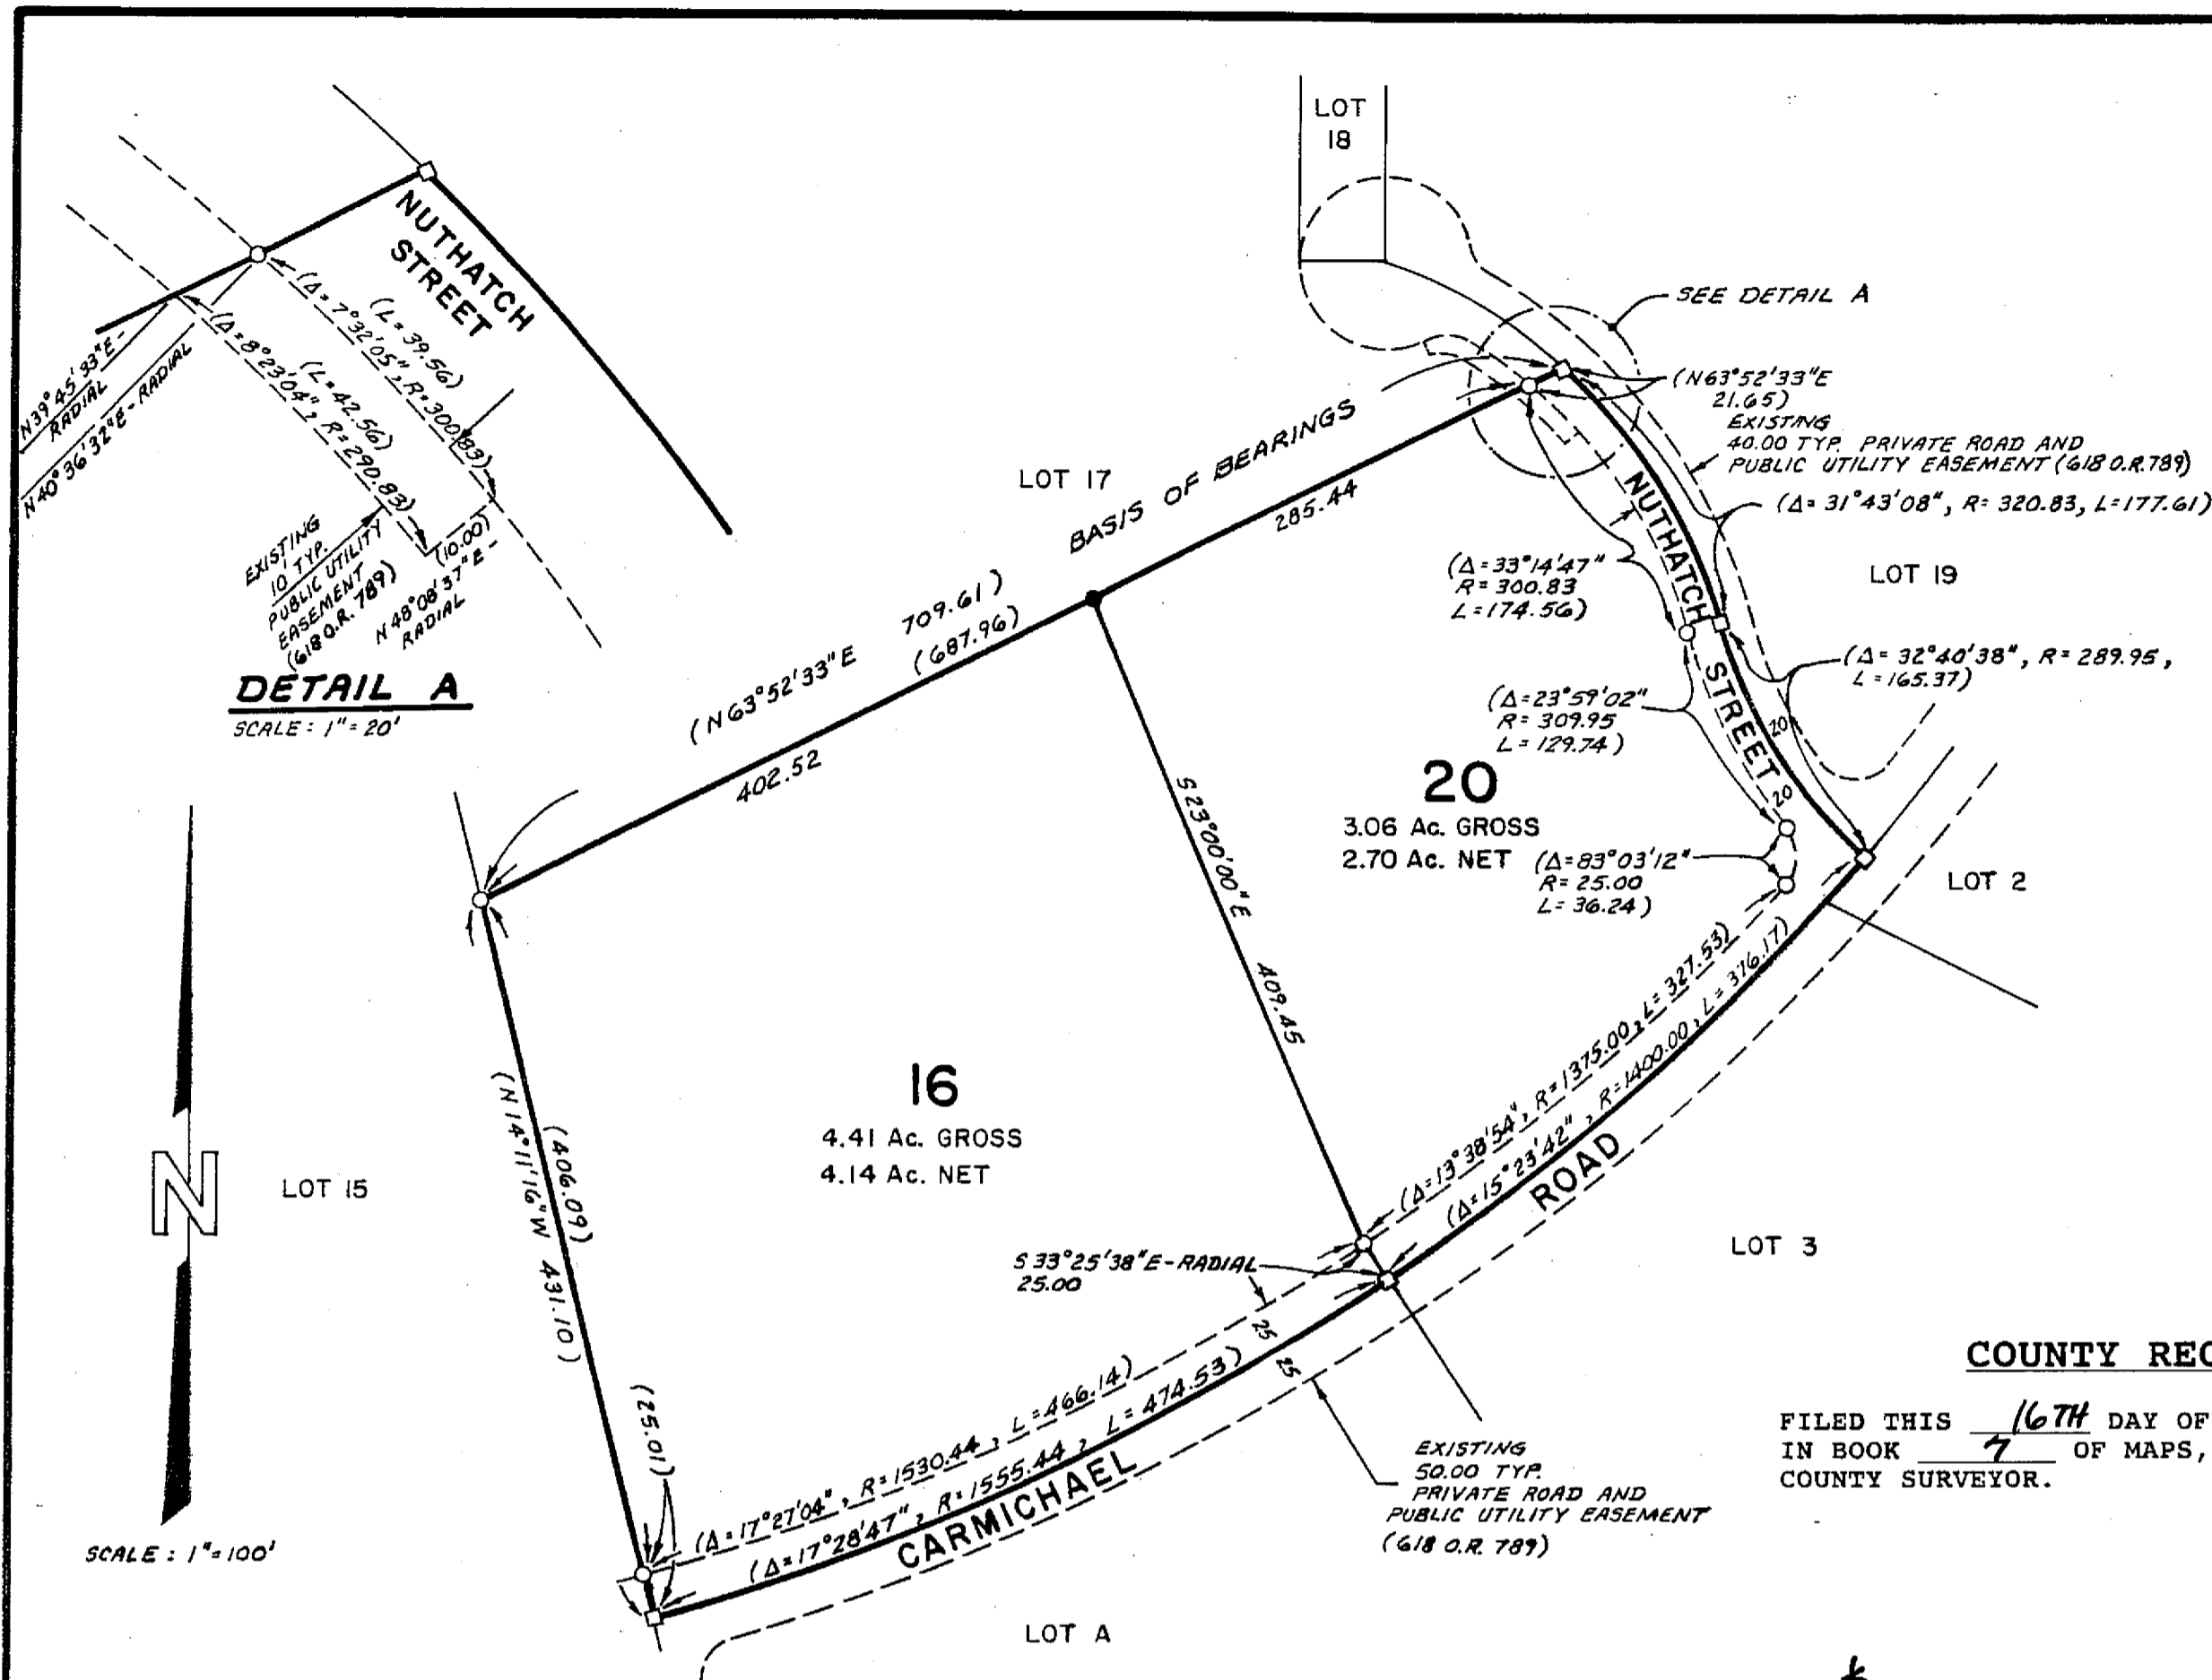 LOT
18
NUTHATCH
STREET
(Δ=7°32'05", R=300.83)
(L=39.56)
(Δ=8°23'04", R=290.83)
(L=42.56)
N39°45'33"E-
RADIAL
N40°36'32"E-RADIAL
EXISTING
10' TYP.
PUBLIC UTILITY
EASEMENT
(618 O.R. 789)
(10.00)
N48°08'37"E-
RADIAL
DETAIL A
SCALE: 1"=20'
SEE DETAIL A
(N63°52'33"E
21.65)
EXISTING
40.00 TYP. PRIVATE ROAD AND
PUBLIC UTILITY EASEMENT (618 O.R. 789)
LOT 17
BASIS OF BEARINGS
285.44
(Δ=31°43'08", R=320.83, L=177.61)
NUTHATCH
STREET
LOT 19
(Δ=33°14'47"
R=300.83
L=174.56)
(N63°52'33"E 709.61)
(687.96)
402.52
(Δ=32°40'38", R=289.95,
L=165.37)
(Δ=23°59'02"
R=309.95
L=129.74)
20
20
20
3.06 Ac. GROSS
2.70 Ac. NET
(Δ=83°03'12"
R=25.00
L=36.24)
LOT 2
S23°00'00"E 409.45
16
4.41 Ac. GROSS
4.14 Ac. NET
(N14°11'16"W 431.10)
(406.09)
(25.01)
LOT 15
N
SCALE: 1"=100'
(Δ=13°38'54", R=1375.00, L=327.53)
(Δ=15°23'42", R=1400.00, L=376.17)
S33°25'38"E-RADIAL
25.00
25
25
LOT 3
(Δ=17°27'04", R=1530.44, L=466.14)
(Δ=17°28'47", R=1555.44, L=474.53)
CARMICHAEL ROAD
EXISTING
50.00 TYP.
PRIVATE ROAD AND
PUBLIC UTILITY EASEMENT
(618 O.R. 789)
LOT A
COUNTY REC
FILED THIS 16TH DAY OF
IN BOOK 7 OF MAPS,
COUNTY SURVEYOR.